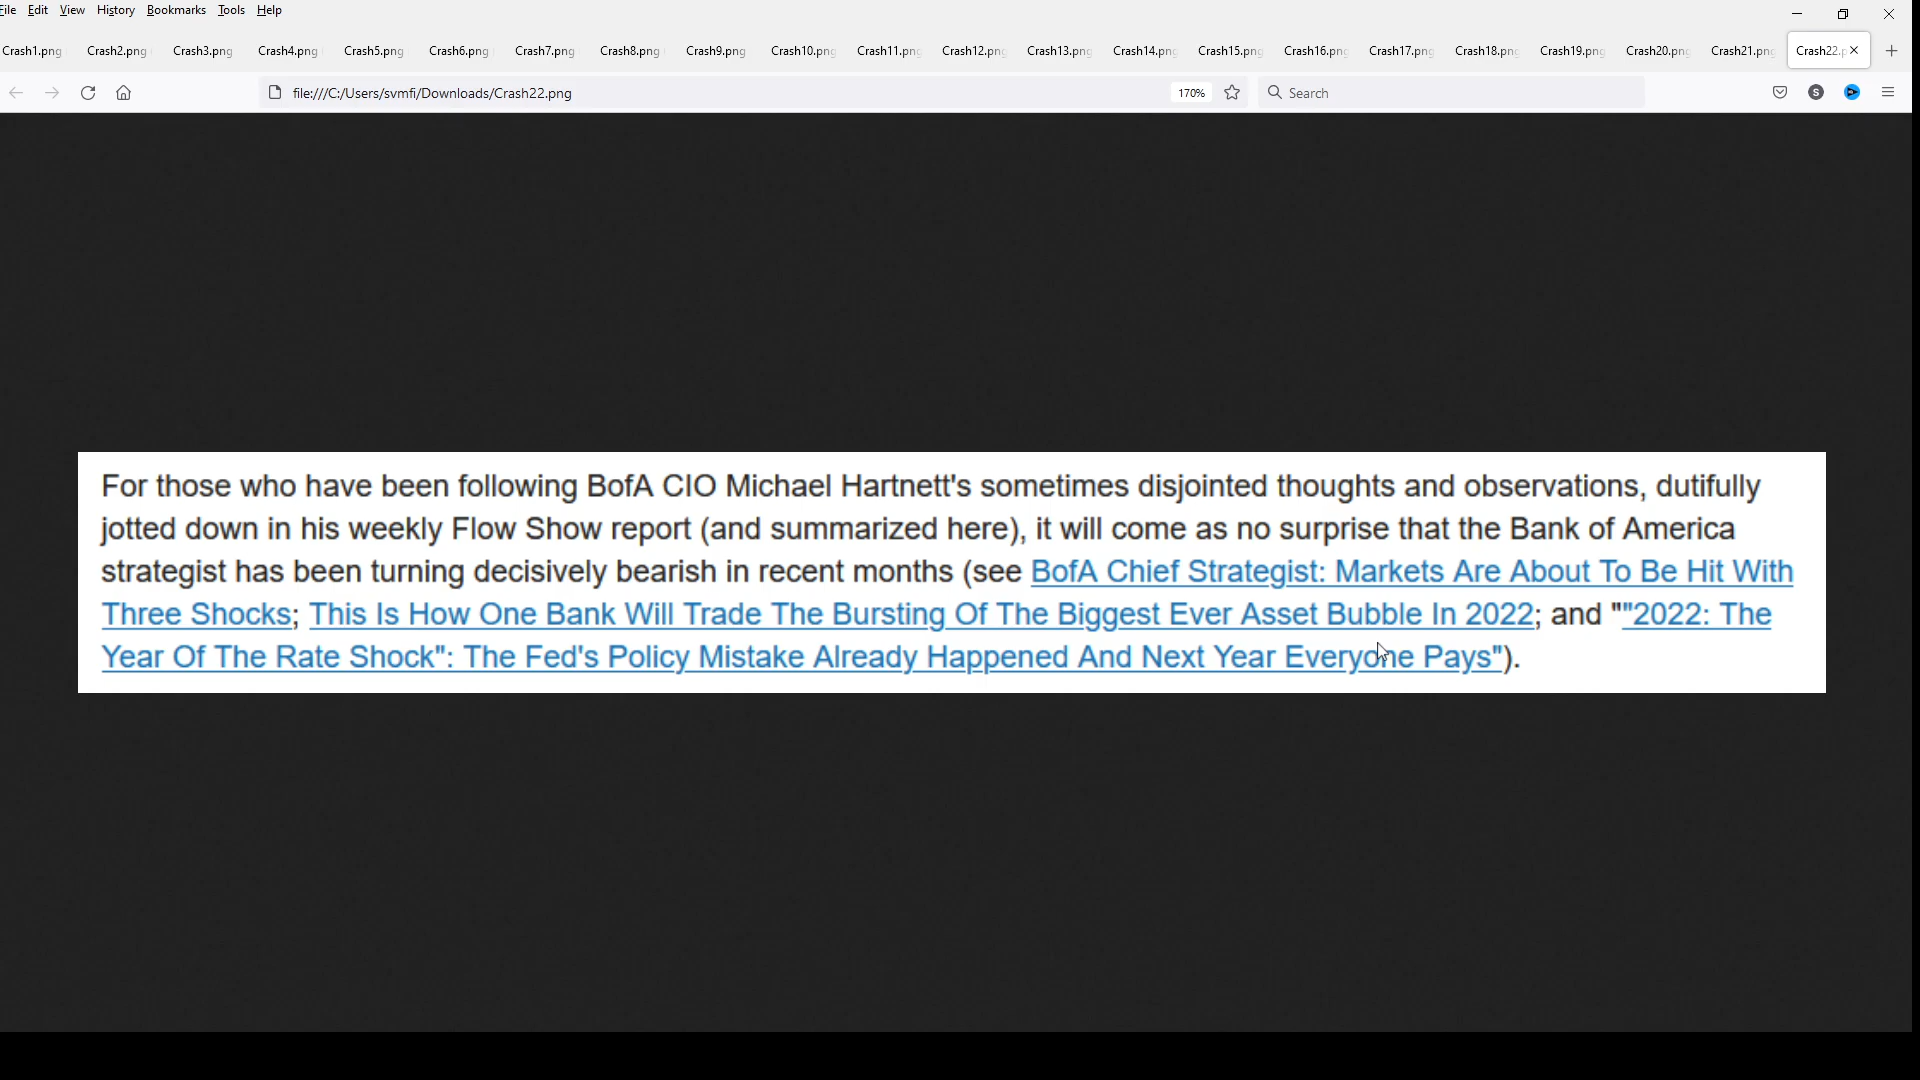 File Edit View History Bookmarks Tools Help
Crash1.png Crash2.png Crash3.png Crash4.png Crash5.png Crash6.png Crash7.png Crash8.png Crash9.png Crash10.png Crash11.png Crash12.png Crash13.png Crash14.png Crash15.png Crash16.png Crash17.png Crash18.png Crash19.png Crash20.png Crash21.png Crash22.p
file:///C:/Users/svmfi/Downloads/Crash22.png 170% Search S
For those who have been following BofA CIO Michael Hartnett's sometimes disjointed thoughts and observations, dutifully
jotted down in his weekly Flow Show report (and summarized here), it will come as no surprise that the Bank of America
strategist has been turning decisively bearish in recent months (see BofA Chief Strategist: Markets Are About To Be Hit With
Three Shocks; This Is How One Bank Will Trade The Bursting Of The Biggest Ever Asset Bubble In 2022; and ""2022: The
Year Of The Rate Shock": The Fed's Policy Mistake Already Happened And Next Year Everyone Pays").